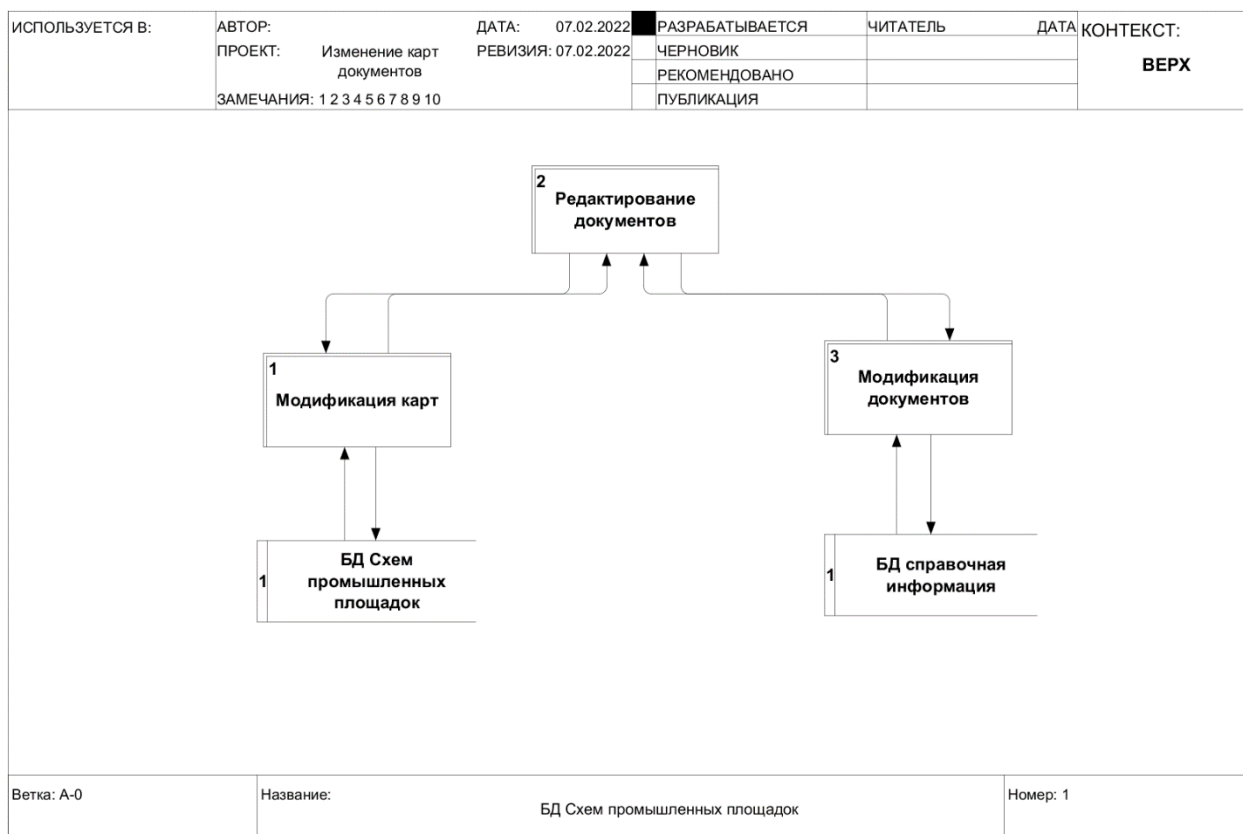 ИСПОЛЬЗУЕТСЯ В:
АВТОР:
ДАТА: 07.02.2022
РАЗРАБАТЫВАЕТСЯ
ЧИТАТЕЛЬ
ДАТА
КОНТЕКСТ:
ПРОЕКТ: Изменение карт
документов
РЕВИЗИЯ: 07.02.2022
ЧЕРНОВИК
ВЕРХ
РЕКОМЕНДОВАНО
ЗАМЕЧАНИЯ: 1 2 3 4 5 6 7 8 9 10
ПУБЛИКАЦИЯ
2
Редактирование
документов
1
Модификация карт
3
Модификация
документов
1
БД Схем
промышленных
площадок
1
БД справочная
информация
Ветка: А-0
Название:
БД Схем промышленных площадок
Номер: 1